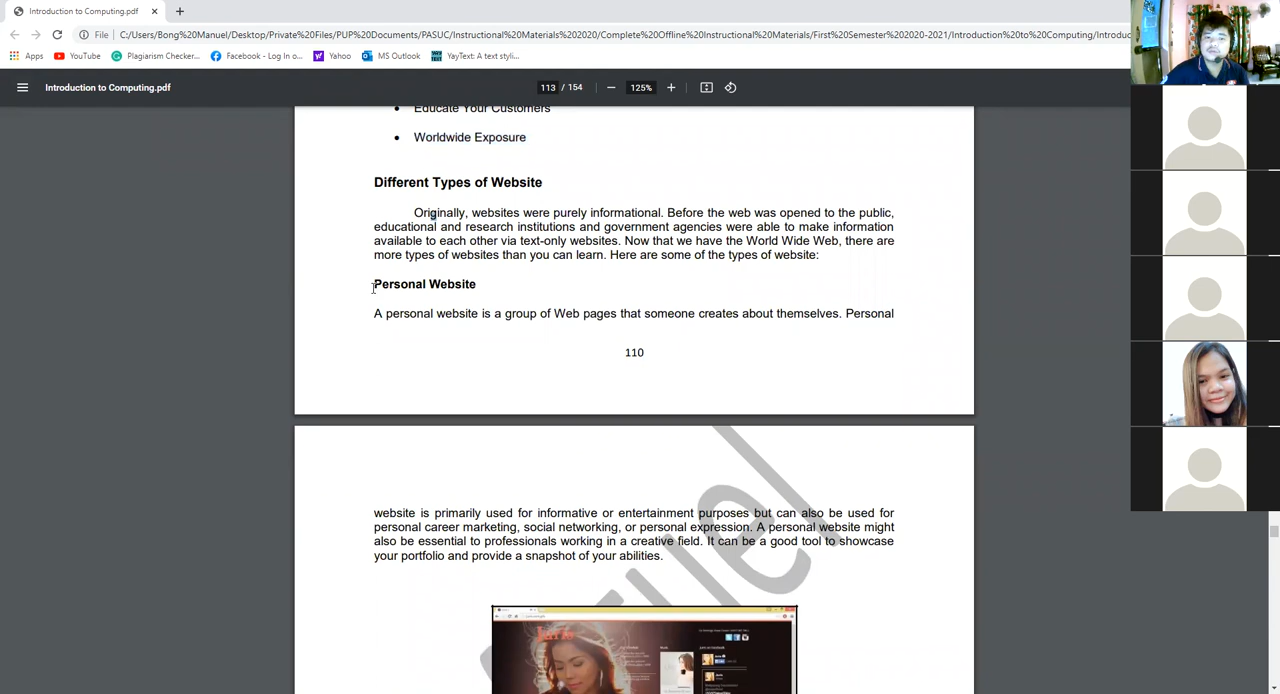 Introduction to Computing.pdf
File
C:/Users/Bong%20Manuel/Desktop/Private%20Files/PUP%20Documents/PASUC/Instructional%20Materials%202020/Complete%20Offline%20Instructional%20Materials/First%20Semester%202020-2021/Introduction%20to%20Computing/Introduc
Apps YouTube Plagiarism Checker... Facebook - Log In o... Yahoo MS Outlook YayText: A text styli...
Introduction to Computing.pdf 113 / 154 125%
Educate Your Customers
Worldwide Exposure
Different Types of Website
Originally, websites were purely informational. Before the web was opened to the public,
educational and research institutions and government agencies were able to make information
available to each other via text-only websites. Now that we have the World Wide Web, there are
more types of websites than you can learn. Here are some of the types of website:
Personal Website
A personal website is a group of Web pages that someone creates about themselves. Personal
110
website is primarily used for informative or entertainment purposes but can also be used for
personal career marketing, social networking, or personal expression. A personal website might
also be essential to professionals working in a creative field. It can be a good tool to showcase
your portfolio and provide a snapshot of your abilities.
uel